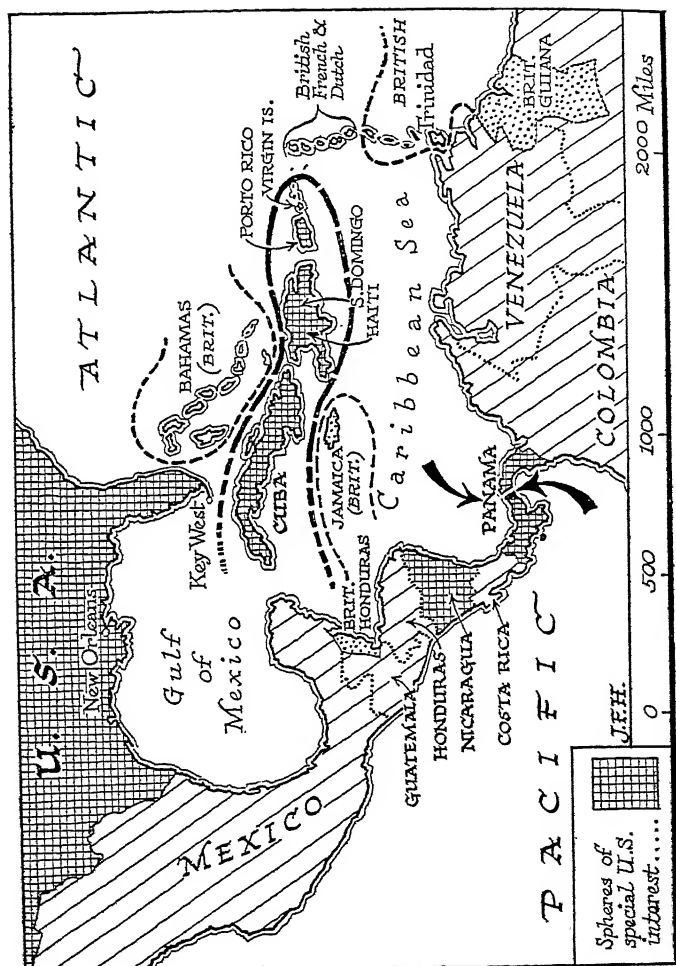 ATLANTIC
U. S. A.
New Orleans
Gulf
of
Mexico
Key West
BAHAMAS
(BRIT.)
PORTO RICO
VIRGIN IS.
British
French &
Dutch
BRITISH
Trinidad
CUBA
S. DOMINGO
HAITI
JAMAICA
(BRIT.)
Caribbean Sea
MEXICO
BRIT.
HONDURAS
GUATEMALA
HONDURAS
NICARAGUA
COSTA RICA
PANAMA
COLOMBIA
VENEZUELA
BRIT.
GUIANA
PACIFIC
Spheres of
special U.S.
interest.....
J.F.H.
0 500 1000 2000 Miles